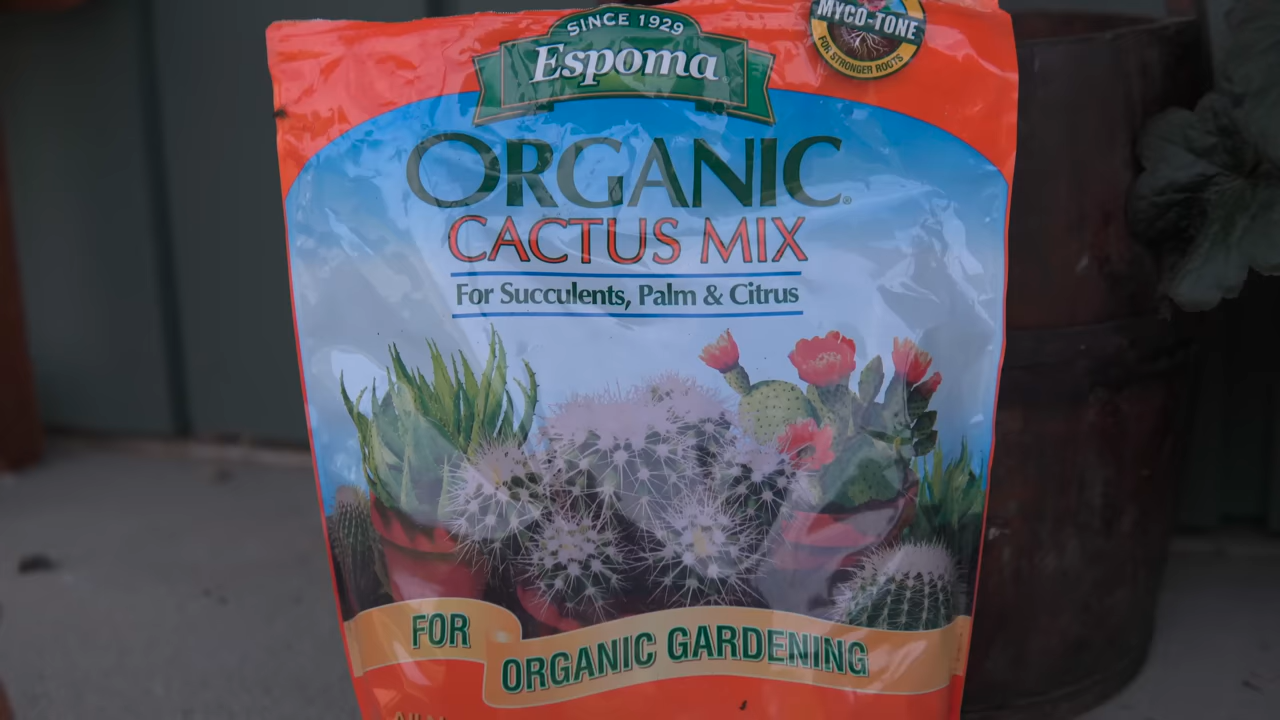 SINCE 1929
Espoma
MYCO-TONE
FOR STRONGER ROOTS
ORGANIC®
CACTUS MIX
For Succulents, Palm & Citrus
FOR
ORGANIC GARDENING